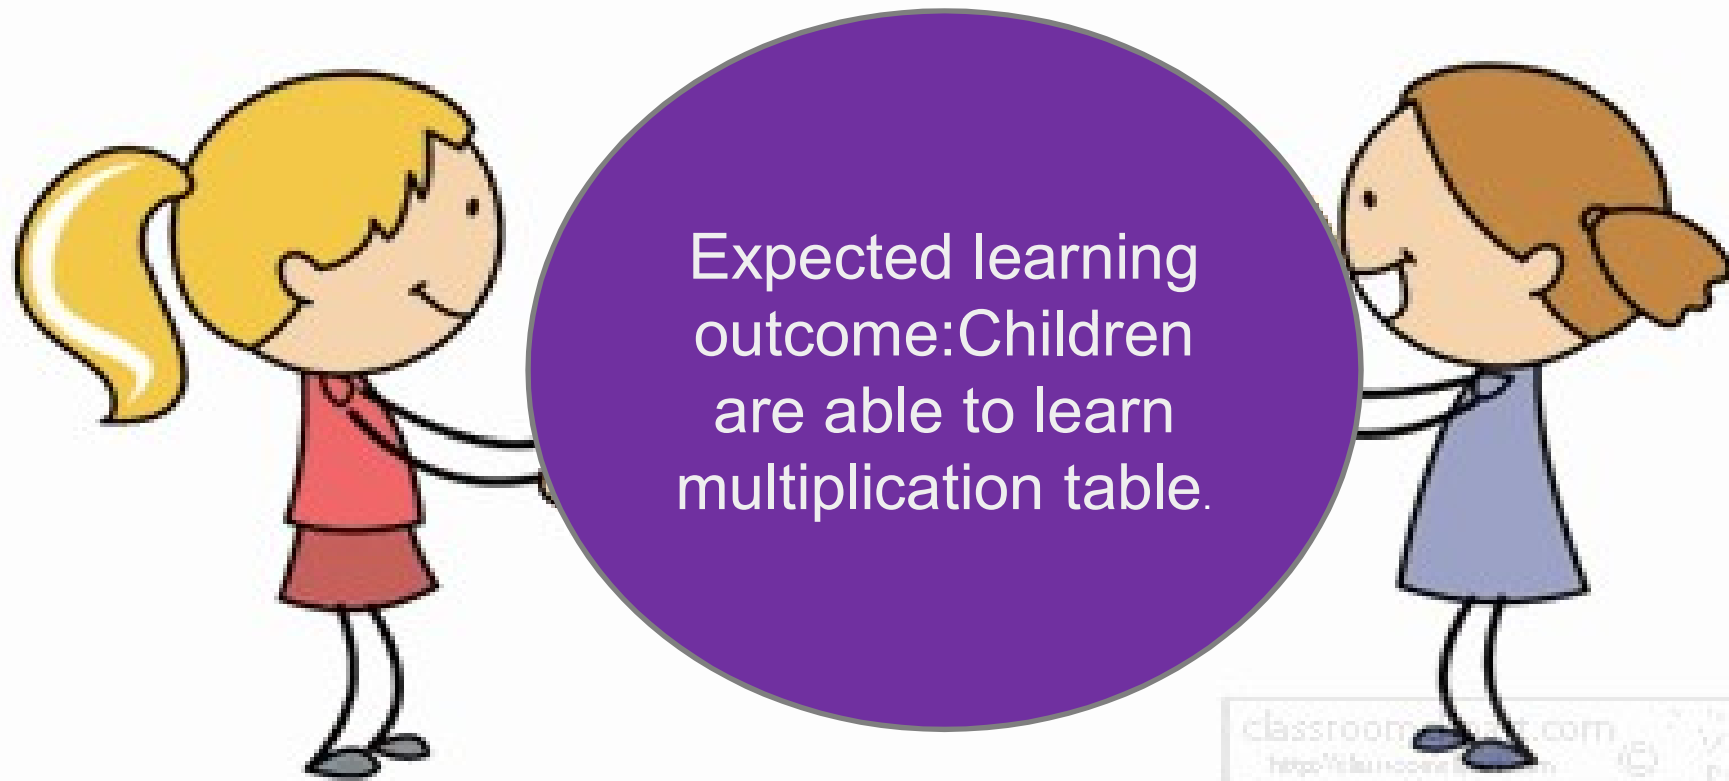 Expected learning
outcome:Children
are able to learn
multiplication table.